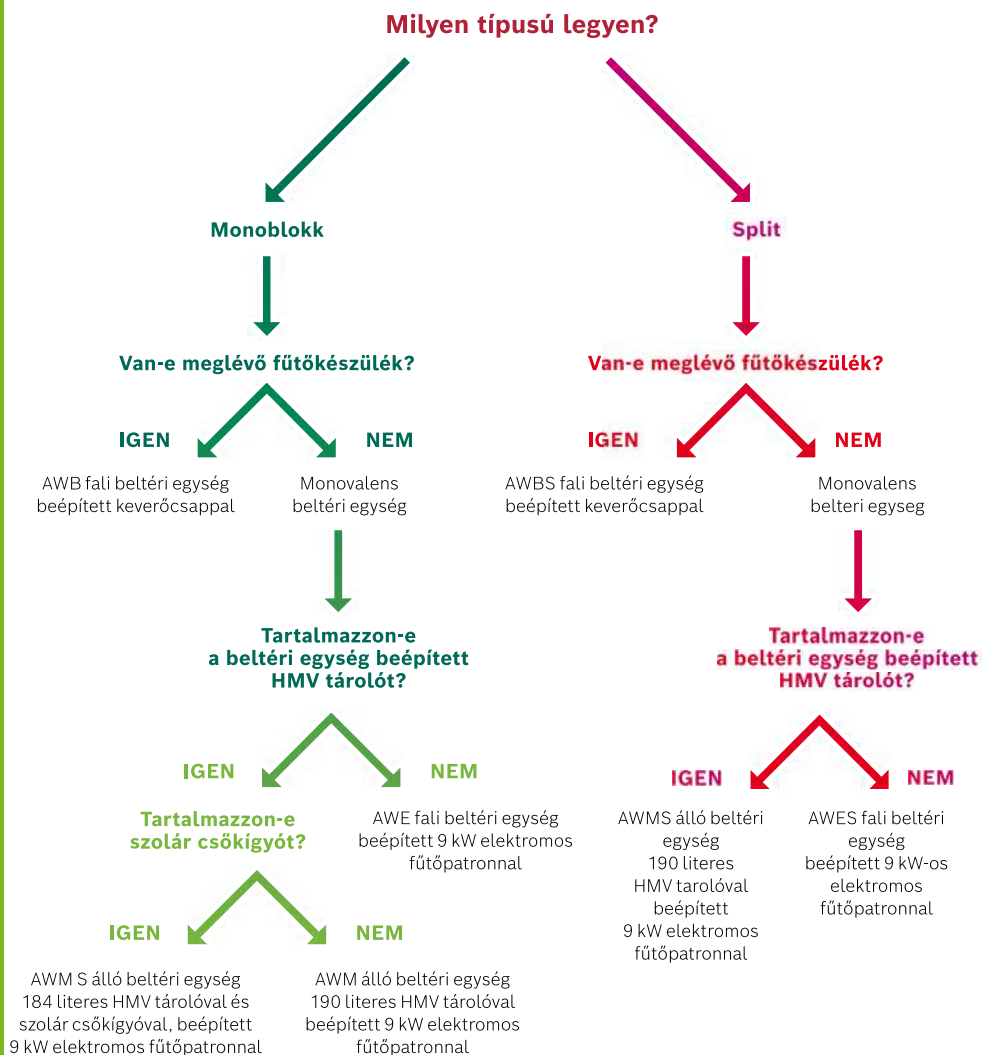 Milyen típusú legyen?
Monoblokk
Split
Van-e meglévő fűtőkészülék?
Van-e meglévő fűtőkészülék?
IGEN
NEM
IGEN
NEM
AWB fali beltéri egység
beépített keverőcsappal
Monovalens
beltéri egység
AWBS fali beltéri egység
beépített keverőcsappal
Monovalens
belteri egyseg
Tartalmazzon-e
a beltéri egység beépített
HMV tárolót?
Tartalmazzon-e
a beltéri egység beépített
HMV tárolót?
IGEN
NEM
IGEN
NEM
Tartalmazzon-e
szolár csőkígyót?
AWE fali beltéri egység
beépített 9 kW elektromos
fűtőpatronnal
AWMS álló beltéri
egység
190 literes
HMV tarolóval
beépített
9 kW elektromos
fűtőpatronnal
AWES fali beltéri
egység
beépített 9 kW-os
elektromos
fűtőpatronnal
IGEN
NEM
AWM S álló beltéri egység
184 literes HMV tárolóval és
szolár csőkígyóval, beépített
9 kW elektromos fűtőpatronnal
AWM álló beltéri egység
190 literes HMV tárolóval
beépített 9 kW elektromos
fűtőpatronnal